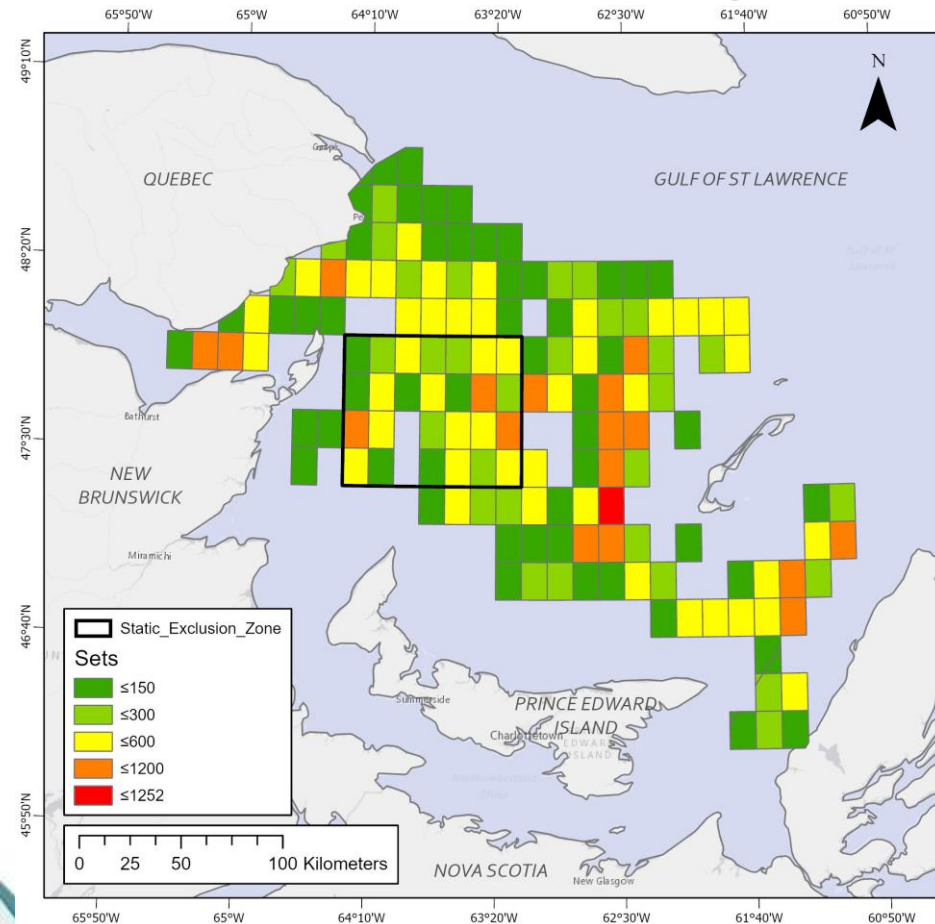 65°50'W 65°W 64°10'W 63°20'W 62°30'W 61°40'W 60°50'W
49°10'N
N
QUEBEC
GULF OF ST LAWRENCE
48°20'N
Pe
47°30'N
Bathurst
NEW
BRUNSWICK
Miramichi
46°40'N
Static_Exclusion_Zone
Sets
≤150
≤300
≤600
≤1200
≤1252
Summerside
PRINCE EDWARD
ISLAND
Charlottetown
EDWARD
ISLAND
45°50'N
0 25 50 100 Kilometers
NOVA SCOTIA
New Glasgow
65°50'W 65°W 64°10'W 63°20'W 62°30'W 61°40'W 60°50'W